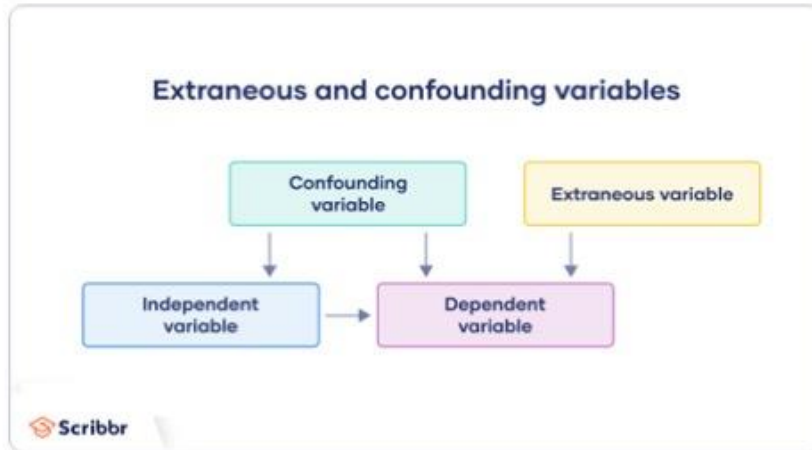 Extraneous and confounding variables
Confounding
variable
Extraneous variable
Independent
variable
Dependent
variable
Scribbr